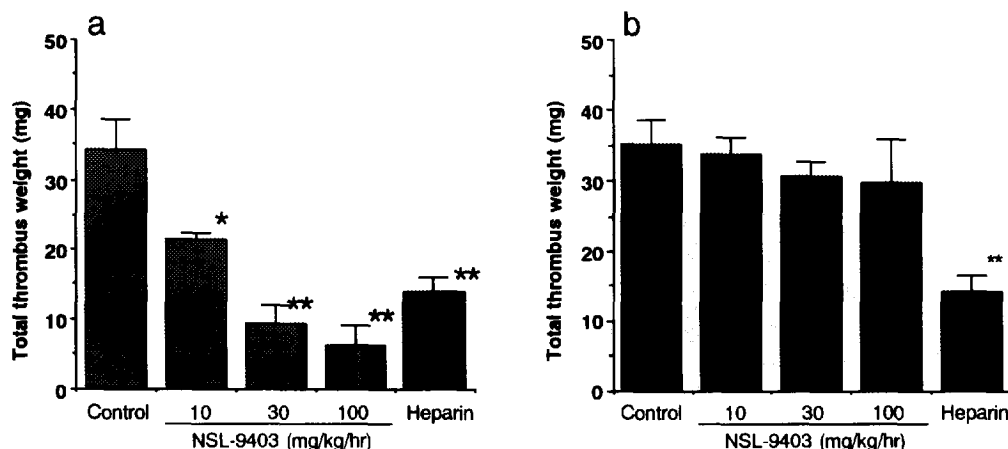 a
50
40
30
20
10
0
Total thrombus weight (mg)
*
**
**
**
Control 10 30 100 Heparin
NSL-9403 (mg/kg/hr)
b
50
40
30
20
10
0
Total thrombus weight (mg)
**
Control 10 30 100 Heparin
NSL-9403 (mg/kg/hr)